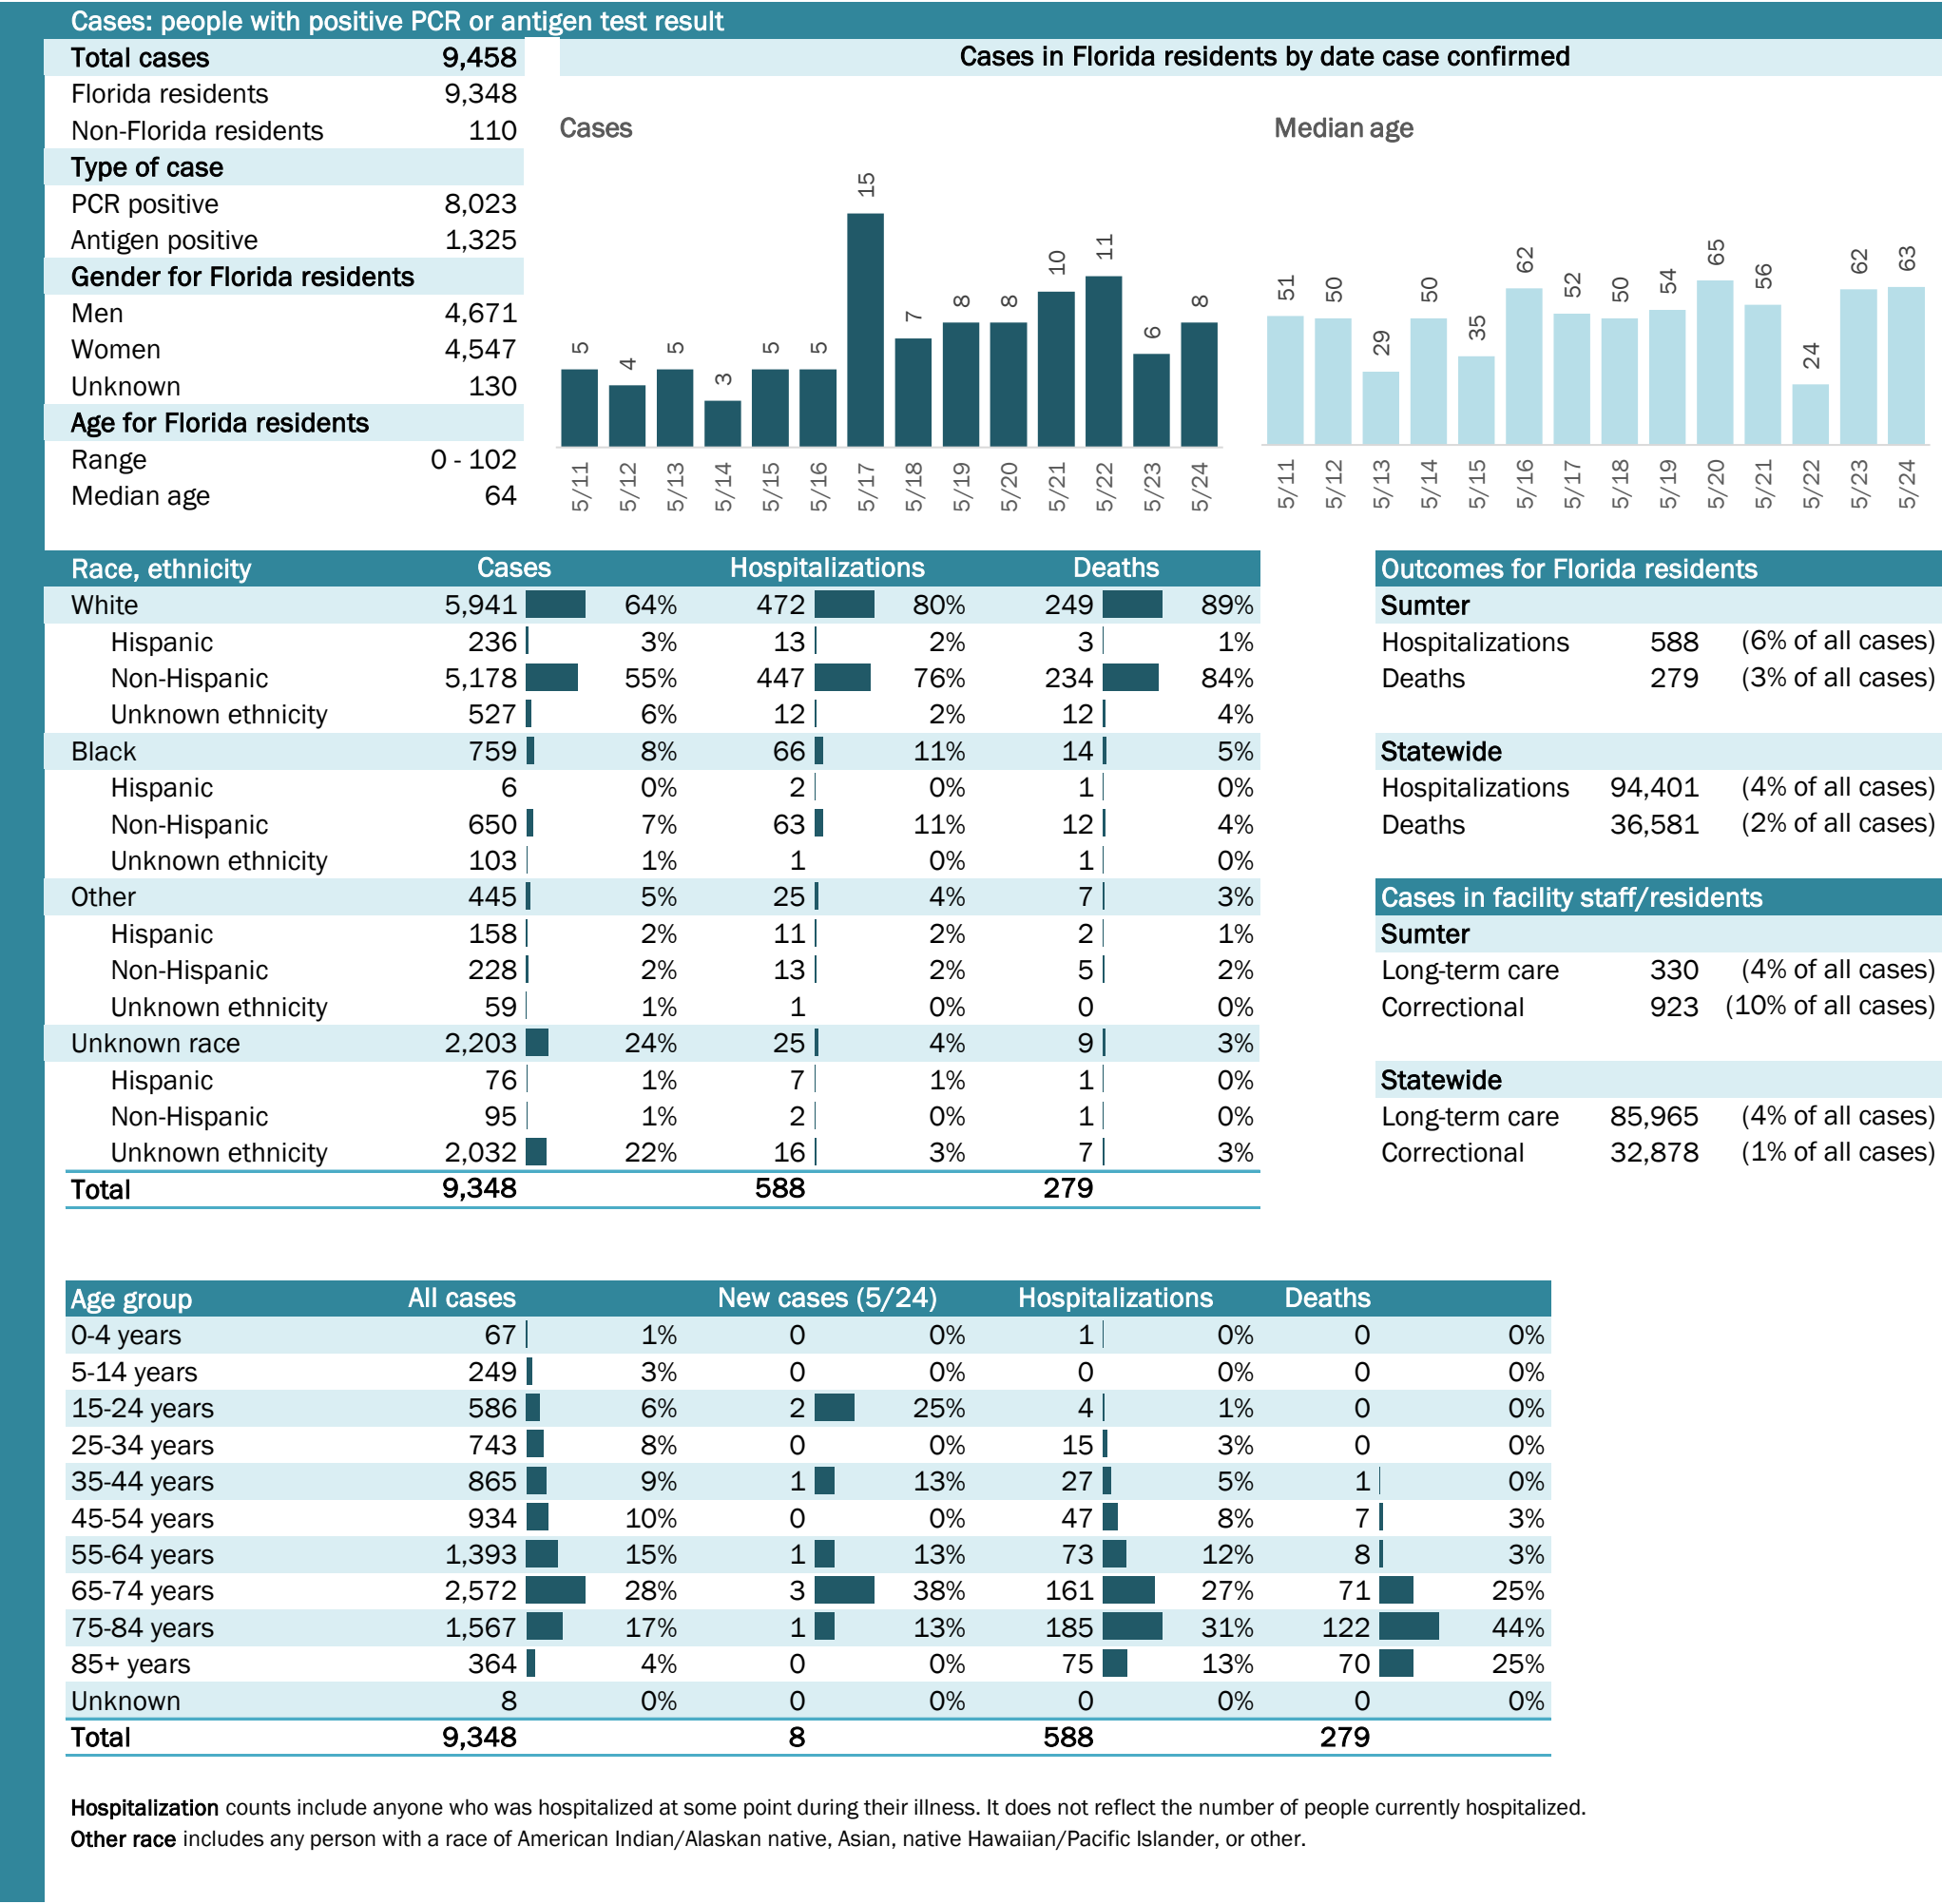 Cases: people with positive PCR or antigen test result
Total cases 9,458
Florida residents 9,348
Non-Florida residents 110
Type of case
PCR positive 8,023
Antigen positive 1,325
Gender for Florida residents
Men 4,671
Women 4,547
Unknown 130
Age for Florida residents
Range 0 - 102
Median age 64
Cases in Florida residents by date case confirmed
Cases
5 4 5 3 5 5 15 7 8 8 10 11 6 8
5/11 5/12 5/13 5/14 5/15 5/16 5/17 5/18 5/19 5/20 5/21 5/22 5/23 5/24
Median age
51 50 29 50 35 62 52 50 54 65 56 24 62 63
5/11 5/12 5/13 5/14 5/15 5/16 5/17 5/18 5/19 5/20 5/21 5/22 5/23 5/24
Race, ethnicity Cases Hospitalizations Deaths
White 5,941 64% 472 80% 249 89%
Hispanic 236 3% 13 2% 3 1%
Non-Hispanic 5,178 55% 447 76% 234 84%
Unknown ethnicity 527 6% 12 2% 12 4%
Black 759 8% 66 11% 14 5%
Hispanic 6 0% 2 0% 1 0%
Non-Hispanic 650 7% 63 11% 12 4%
Unknown ethnicity 103 1% 1 0% 1 0%
Other 445 5% 25 4% 7 3%
Hispanic 158 2% 11 2% 2 1%
Non-Hispanic 228 2% 13 2% 5 2%
Unknown ethnicity 59 1% 1 0% 0 0%
Unknown race 2,203 24% 25 4% 9 3%
Hispanic 76 1% 7 1% 1 0%
Non-Hispanic 95 1% 2 0% 1 0%
Unknown ethnicity 2,032 22% 16 3% 7 3%
Total 9,348 588 279
Outcomes for Florida residents
Sumter
Hospitalizations 588 (6% of all cases)
Deaths 279 (3% of all cases)
Statewide
Hospitalizations 94,401 (4% of all cases)
Deaths 36,581 (2% of all cases)
Cases in facility staff/residents
Sumter
Long-term care 330 (4% of all cases)
Correctional 923 (10% of all cases)
Statewide
Long-term care 85,965 (4% of all cases)
Correctional 32,878 (1% of all cases)
Age group All cases New cases (5/24) Hospitalizations Deaths
0-4 years 67 1% 0 0% 1 0% 0 0%
5-14 years 249 3% 0 0% 0 0% 0 0%
15-24 years 586 6% 2 25% 4 1% 0 0%
25-34 years 743 8% 0 0% 15 3% 0 0%
35-44 years 865 9% 1 13% 27 5% 1 0%
45-54 years 934 10% 0 0% 47 8% 7 3%
55-64 years 1,393 15% 1 13% 73 12% 8 3%
65-74 years 2,572 28% 3 38% 161 27% 71 25%
75-84 years 1,567 17% 1 13% 185 31% 122 44%
85+ years 364 4% 0 0% 75 13% 70 25%
Unknown 8 0% 0 0% 0 0% 0 0%
Total 9,348 8 588 279
Hospitalization counts include anyone who was hospitalized at some point during their illness. It does not reflect the number of people currently hospitalized.
Other race includes any person with a race of American Indian/Alaskan native, Asian, native Hawaiian/Pacific Islander, or other.